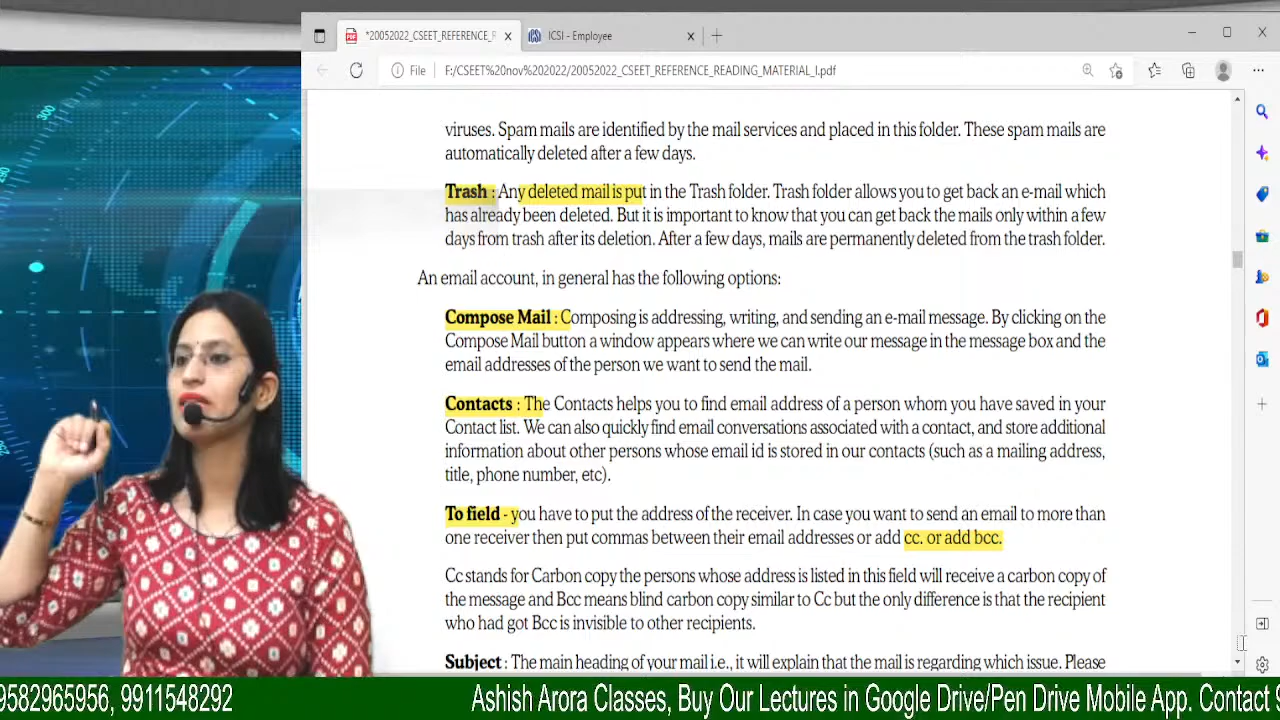 *20052022_CSEET_REFERENCE_R
ICSI - Employee
File
F:/CSEET%20nov%202022/20052022_CSEET_REFERENCE_READING_MATERIAL_I.pdf
viruses. Spam mails are identified by the mail services and placed in this folder. These spam mails are
automatically deleted after a few days.
Trash : Any deleted mail is put in the Trash folder. Trash folder allows you to get back an e-mail which
has already been deleted. But it is important to know that you can get back the mails only within a few
days from trash after its deletion. After a few days, mails are permanently deleted from the trash folder.
An email account, in general has the following options:
Compose Mail : Composing is addressing, writing, and sending an e-mail message. By clicking on the
Compose Mail button a window appears where we can write our message in the message box and the
email addresses of the person we want to send the mail.
Contacts : The Contacts helps you to find email address of a person whom you have saved in your
Contact list. We can also quickly find email conversations associated with a contact, and store additional
information about other persons whose email id is stored in our contacts (such as a mailing address,
title, phone number, etc).
To field - you have to put the address of the receiver. In case you want to send an email to more than
one receiver then put commas between their email addresses or add cc. or add bcc.
Cc stands for Carbon copy the persons whose address is listed in this field will receive a carbon copy of
the message and Bcc means blind carbon copy similar to Cc but the only difference is that the recipient
who had got Bcc is invisible to other recipients.
Subject : The main heading of your mail i.e., it will explain that the mail is regarding which issue. Please
9582965956, 9911548292
Ashish Arora Classes, Buy Our Lectures in Google Drive/Pen Drive Mobile App. Contact